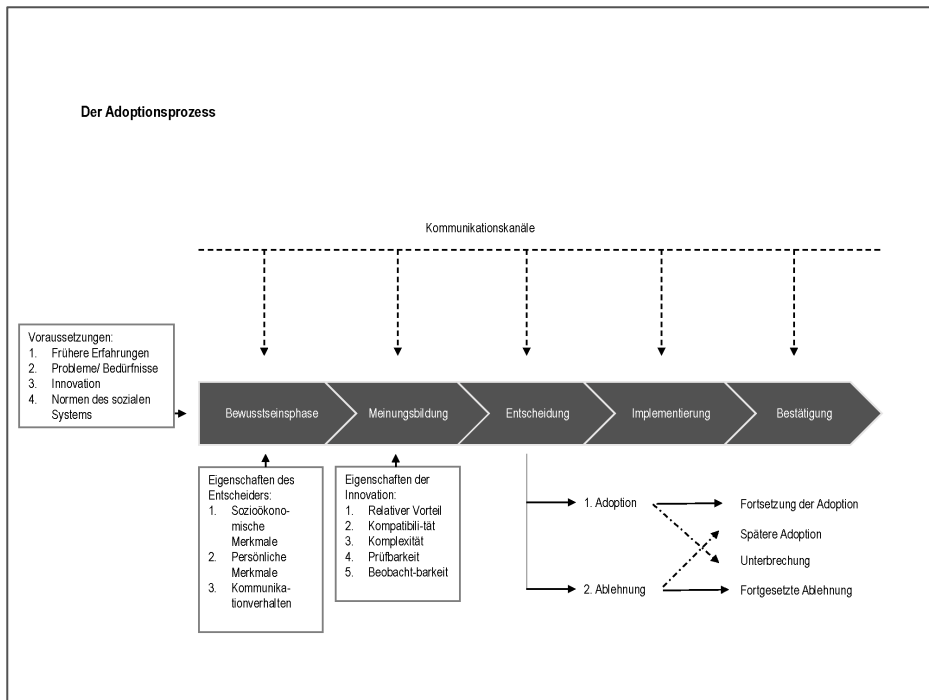 Der Adoptionsprozess
Kommunikationskanäle
Voraussetzungen:
1. Frühere Erfahrungen
2. Probleme/ Bedürfnisse
3. Innovation
4. Normen des sozialen
Systems
Bewusstseinsphase
Meinungsbildung
Entscheidung
Implementierung
Bestätigung
Eigenschaften des
Entscheiders:
1. Sozioökono-
mische
Merkmale
2. Persönliche
Merkmale
3. Kommunika-
tionverhalten
Eigenschaften der
Innovation:
1. Relativer Vorteil
2. Kompatibili-tät
3. Komplexität
4. Prüfbarkeit
5. Beobacht-barkeit
1. Adoption
Fortsetzung der Adoption
Spätere Adoption
Unterbrechung
2. Ablehnung
Fortgesetzte Ablehnung